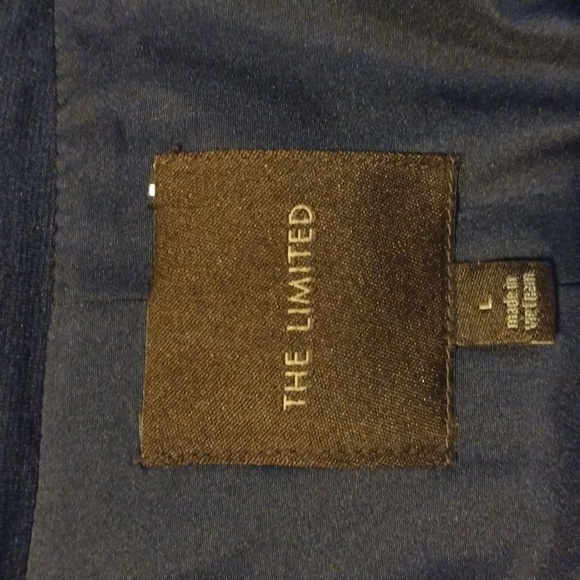 THE LIMITED
L
made in
vietnam